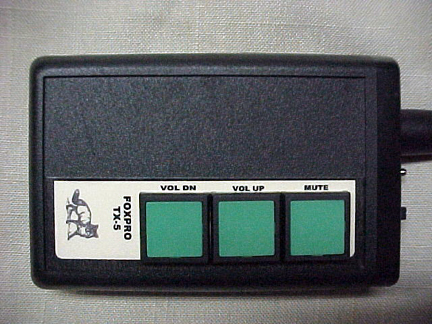 FOXPRO
TX-5
VOL DN
VOL UP
MUTE